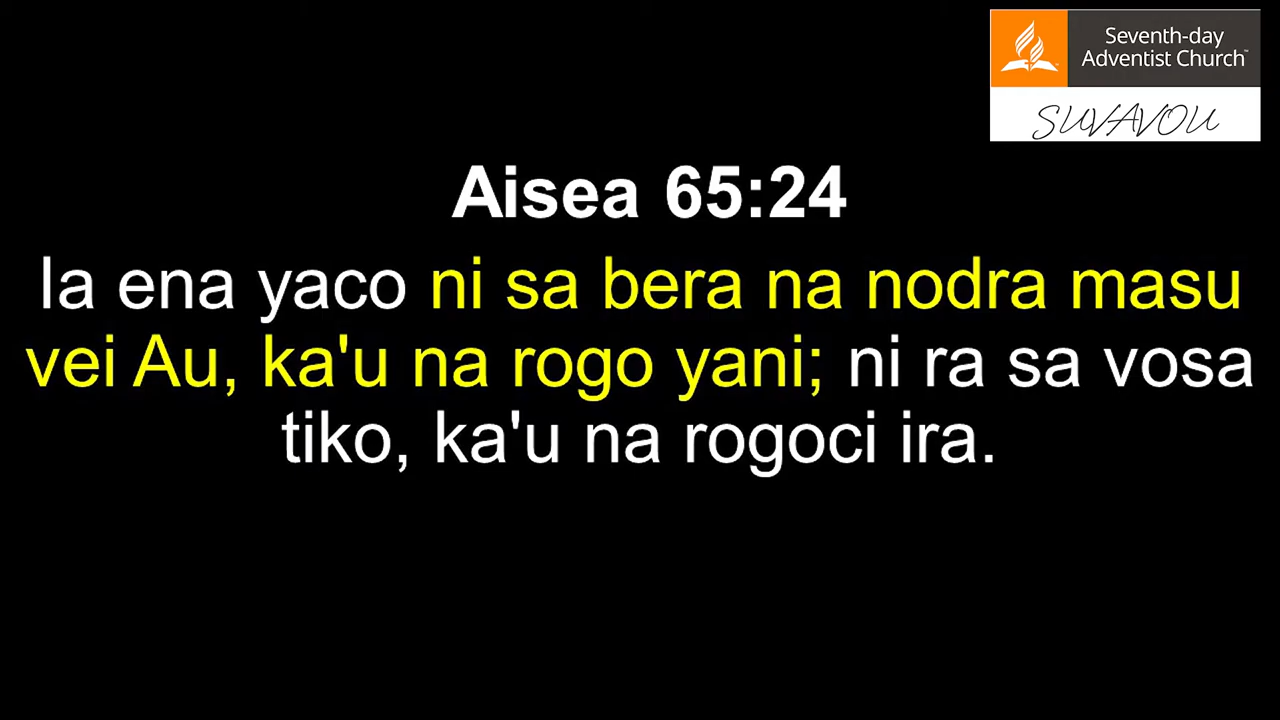 Seventh-day
Adventist Church™
SUVAVOU
Aisea 65:24
Ia ena yaco ni sa bera na nodra masu
vei Au, ka'u na rogo yani; ni ra sa vosa
tiko, ka'u na rogoci ira.